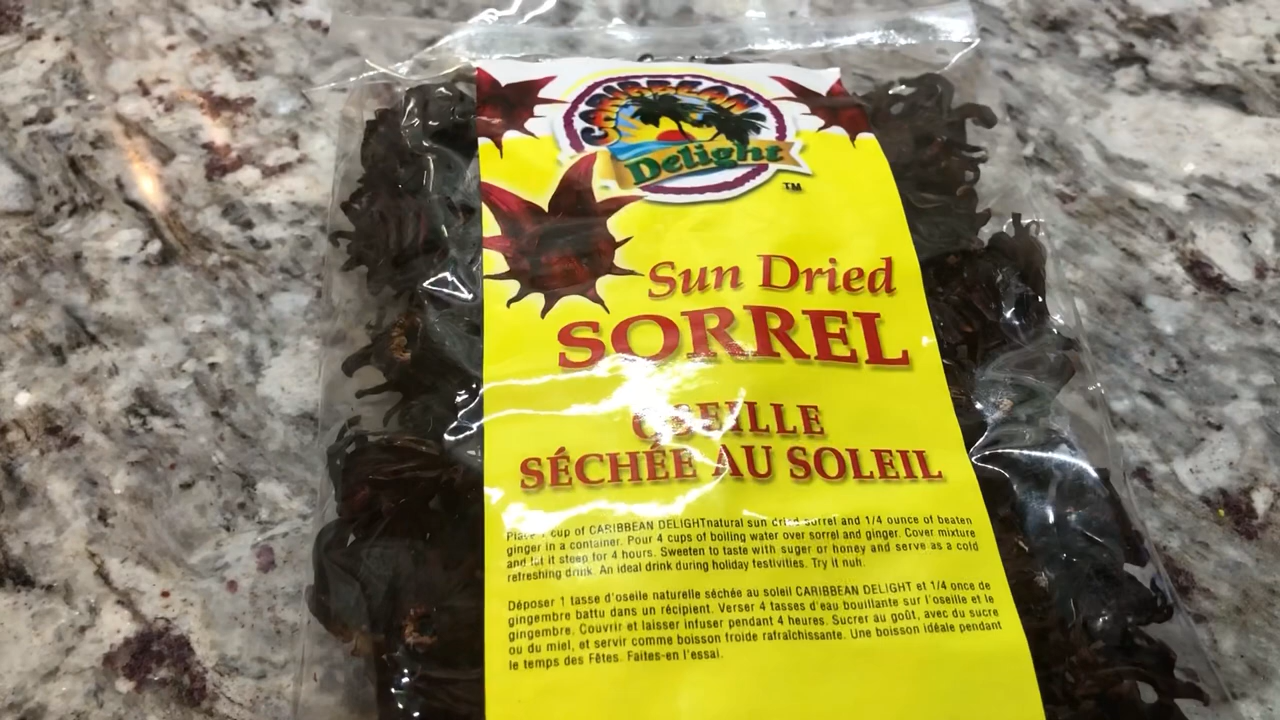 CARIBBEAN
Delight
TM
Sun Dried
SORREL
OSEILLE
SÉCHÉE AU SOLEIL
Place 1 cup of CARIBBEAN DELIGHTnatural sun dried sorrel and 1/4 ounce of beaten
ginger in a container. Pour 4 cups of boiling water over sorrel and ginger. Cover mixture
and let it steep for 4 hours. Sweeten to taste with suger or honey and serve as a cold
refreshing drink. An ideal drink during holiday festivities. Try it nuh.
Déposer 1 tasse d'oseile naturelle séchée au soleil CARIBBEAN DELIGHT et 1/4 once de
gingembre battu dans un récipient. Verser 4 tasses d'eau bouillante sur l'oseille et le
gingembre. Couvrir et laisser infuser pendant 4 heures. Sucrer au goût, avec du sucre
ou du miel, et servir comme boisson froide rafraîchissante. Une boisson idéale pendant
le temps des Fêtes. Faites-en l'essai.